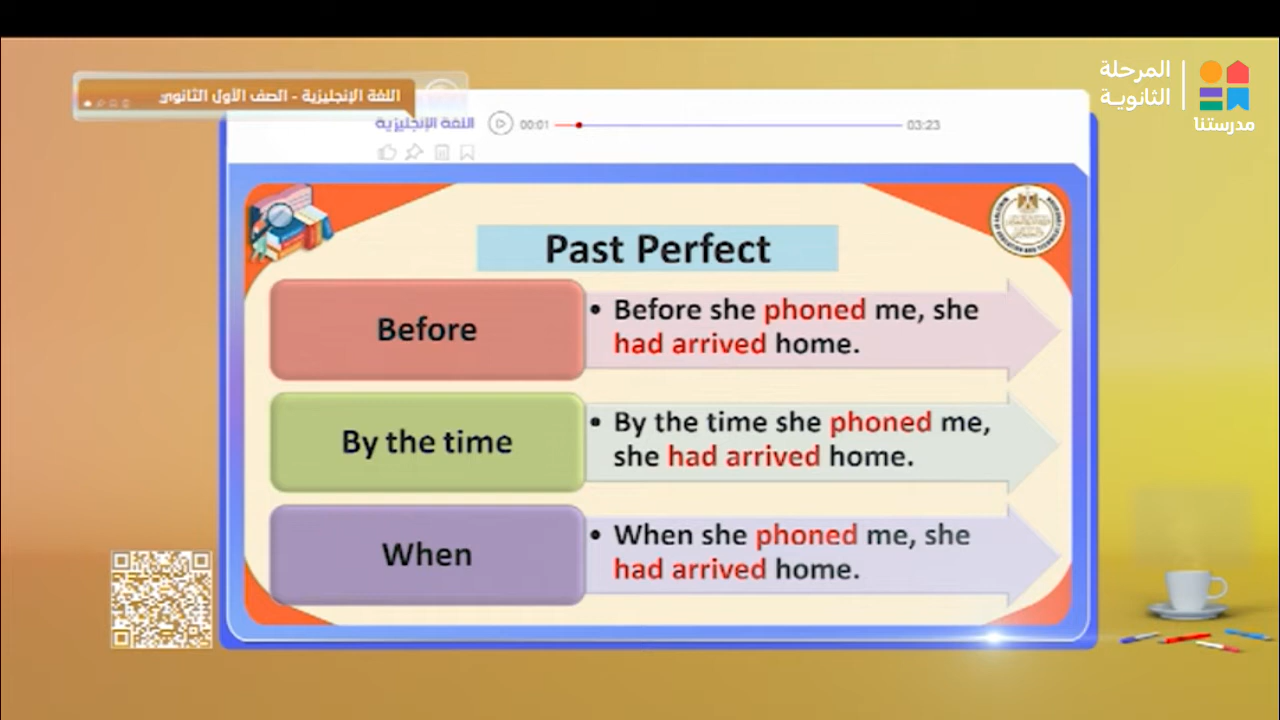 المرحلة
الثانوية
مدرستنا
اللغة الإنجليزية - الصف الأول الثانوي
اللغة الإنجليزية
00:01
03:23
Past Perfect
Before
• Before she phoned me, she
had arrived home.
By the time
• By the time she phoned me,
she had arrived home.
When
• When she phoned me, she
had arrived home.